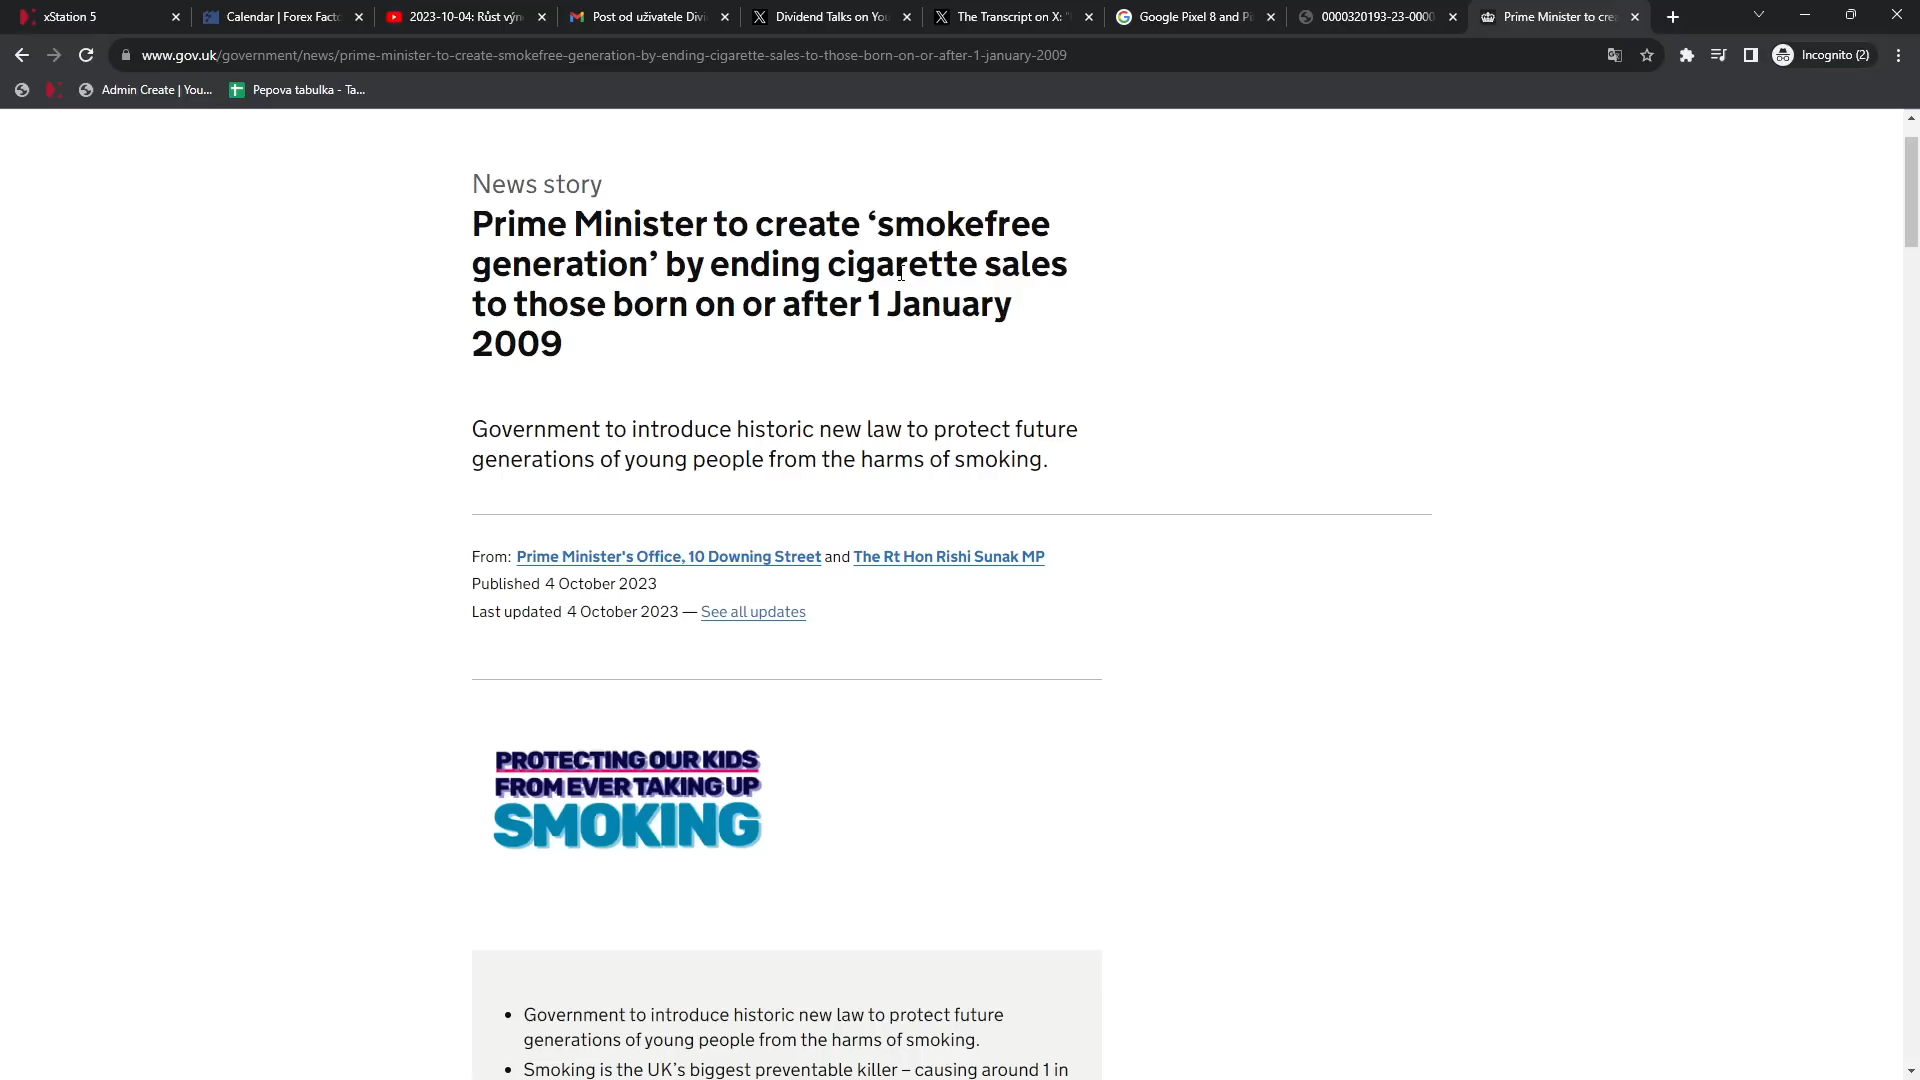 xStation 5
Calendar | Forex Facto
2023-10-04: Růst výn
Post od uživatele Divi
Dividend Talks on You
The Transcript on X: "
Google Pixel 8 and Pi
0000320193-23-0000
Prime Minister to crea
www.gov.uk/government/news/prime-minister-to-create-smokefree-generation-by-ending-cigarette-sales-to-those-born-on-or-after-1-january-2009
Incognito (2)
Admin Create | You...
Pepova tabulka - Ta...
News story
Prime Minister to create ‘smokefree
generation’ by ending cigarette sales
to those born on or after 1 January
2009
Government to introduce historic new law to protect future
generations of young people from the harms of smoking.
From: Prime Minister's Office, 10 Downing Street and The Rt Hon Rishi Sunak MP
Published 4 October 2023
Last updated 4 October 2023 — See all updates
PROTECTING OUR KIDS
FROM EVER TAKING UP
SMOKING
• Government to introduce historic new law to protect future
generations of young people from the harms of smoking.
• Smoking is the UK’s biggest preventable killer – causing around 1 in